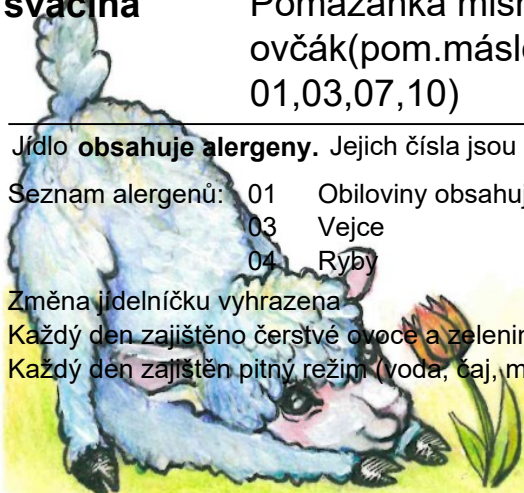 svačina Pomazánka
ovčák(pom.másl
01,03,07,10)
Jídlo obsahuje alergeny. Jejich čísla jsou
Seznam alergenů: 01 Obiloviny obsahuj
03 Vejce
04 Ryby
Změna jídelníčku vyhrazena
Každý den zajištěno čerstvé ovoce a zelenin
Každý den zajištěn pitný režim (voda, čaj, m